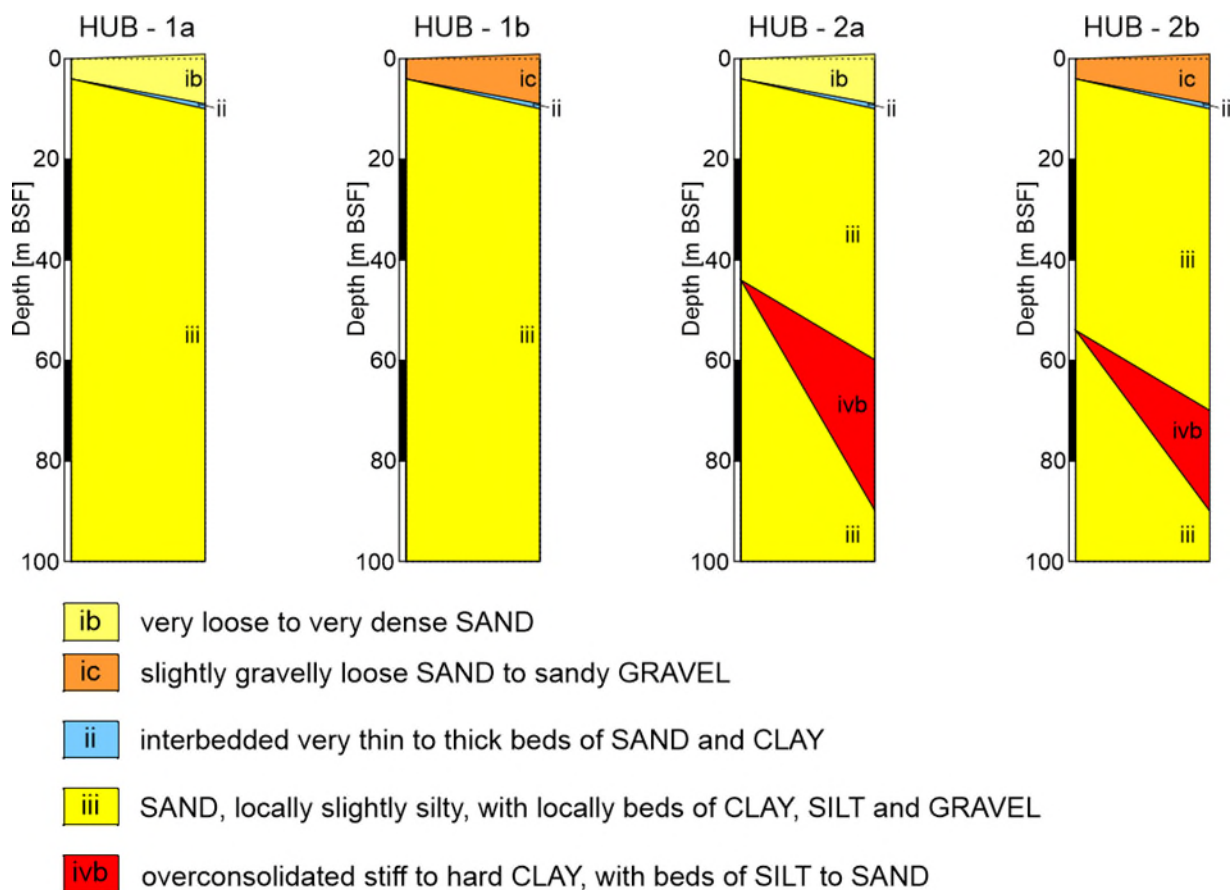 HUB - 1a
HUB - 1b
HUB - 2a
HUB - 2b
0
20
40
60
80
100
Depth [m BSF]
ib
ii
iii
0
20
40
60
80
100
Depth [m BSF]
ic
ii
iii
0
20
40
60
80
100
Depth [m BSF]
ib
ii
iii
ivb
iii
0
20
40
60
80
100
Depth [m BSF]
ic
ii
iii
ivb
iii
ib very loose to very dense SAND
ic slightly gravelly loose SAND to sandy GRAVEL
ii interbedded very thin to thick beds of SAND and CLAY
iii SAND, locally slightly silty, with locally beds of CLAY, SILT and GRAVEL
ivb overconsolidated stiff to hard CLAY, with beds of SILT to SAND